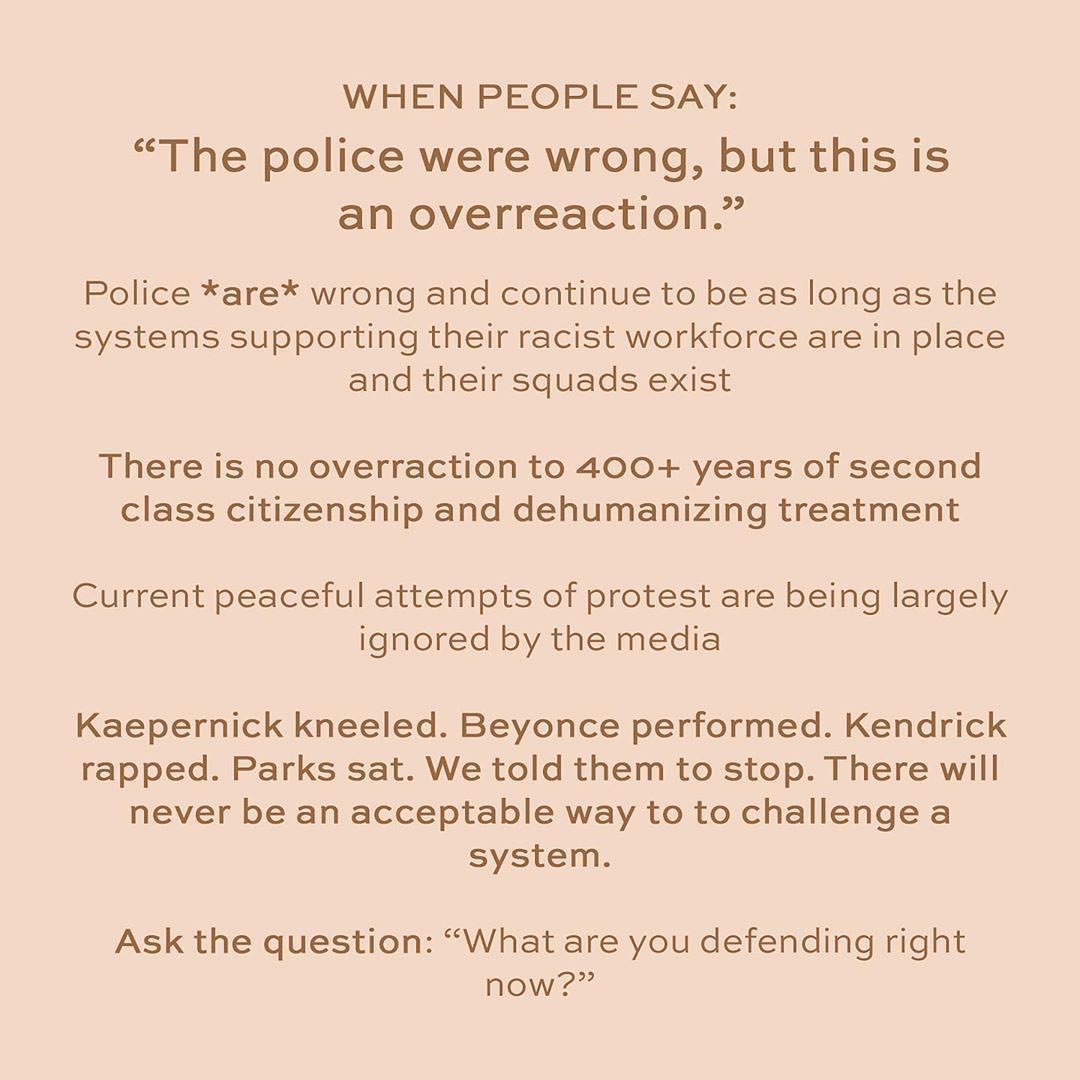 WHEN PEOPLE SAY:
“The police were wrong, but this is
an overreaction.”
Police *are* wrong and continue to be as long as the
systems supporting their racist workforce are in place
and their squads exist
There is no overraction to 400+ years of second
class citizenship and dehumanizing treatment
Current peaceful attempts of protest are being largely
ignored by the media
Kaepernick kneeled. Beyonce performed. Kendrick
rapped. Parks sat. We told them to stop. There will
never be an acceptable way to to challenge a
system.
Ask the question: “What are you defending right
now?”